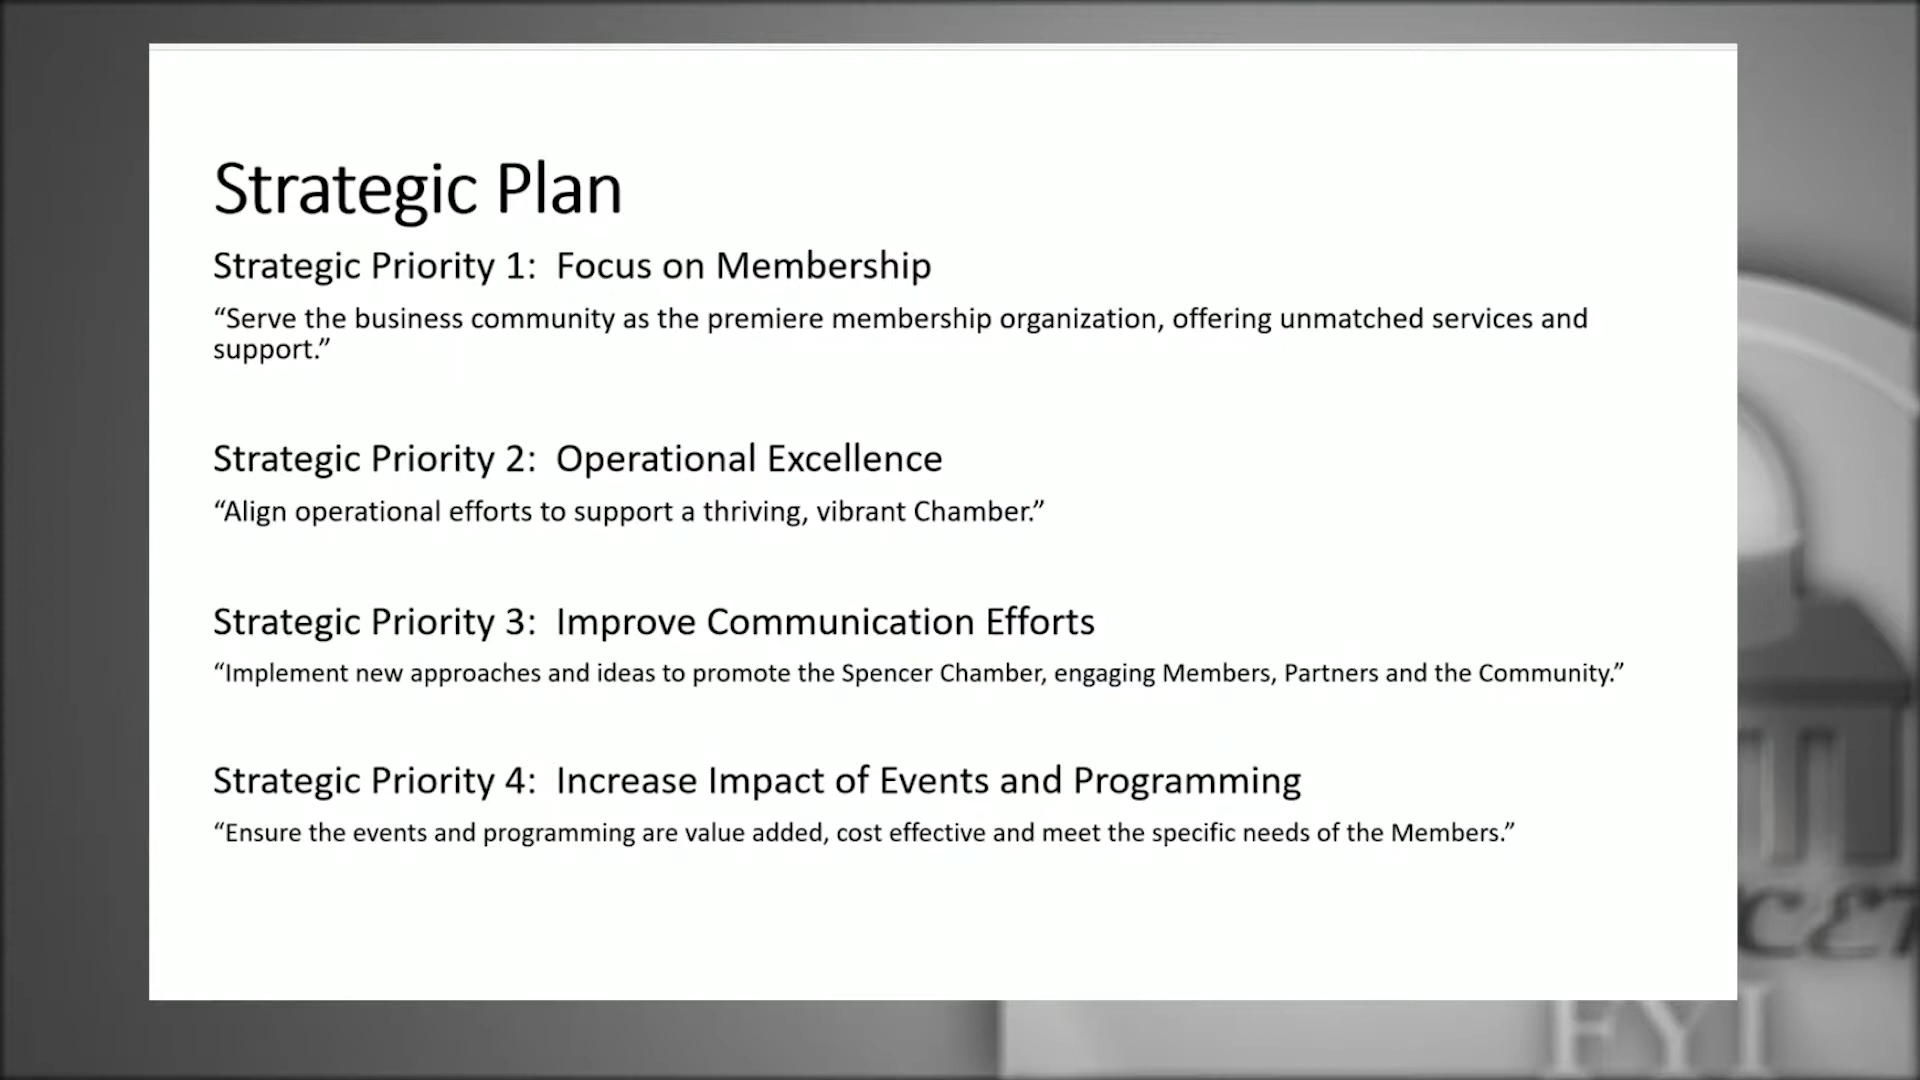 Strategic Plan
Strategic Priority 1:  Focus on Membership
“Serve the business community as the premiere membership organization, offering unmatched services and
support.”
Strategic Priority 2:  Operational Excellence
“Align operational efforts to support a thriving, vibrant Chamber.”
Strategic Priority 3:  Improve Communication Efforts
“Implement new approaches and ideas to promote the Spencer Chamber, engaging Members, Partners and the Community.”
Strategic Priority 4:  Increase Impact of Events and Programming
“Ensure the events and programming are value added, cost effective and meet the specific needs of the Members.”
FYI